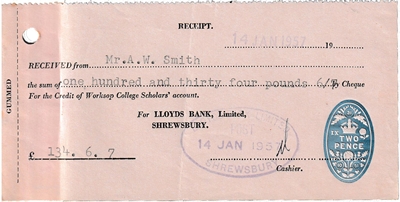 RECEIPT.
14 JAN 1957 19
RECEIVED from Mr.A.W. Smith
the sum of one hundred and thirty four pounds 6/7 by Cheque
For the Credit of Worksop College Scholars' account.
For LLOYDS BANK, Limited,
SHREWSBURY.
£ 134. 6. 7
14 JAN 1957
SHREWSBURY
Cashier.
TWO
PENCE
GUMMED